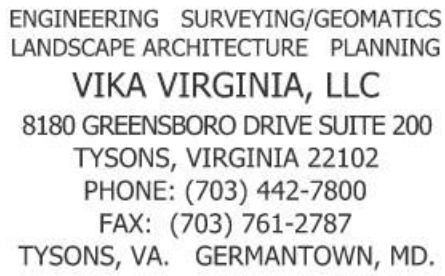 ENGINEERING SURVEYING/GEOMATICS
LANDSCAPE ARCHITECTURE PLANNING
VIKA VIRGINIA, LLC
8180 GREENSBORO DRIVE SUITE 200
TYSONS, VIRGINIA 22102
PHONE: (703) 442-7800
FAX: (703) 761-2787
TYSONS, VA. GERMANTOWN, MD.